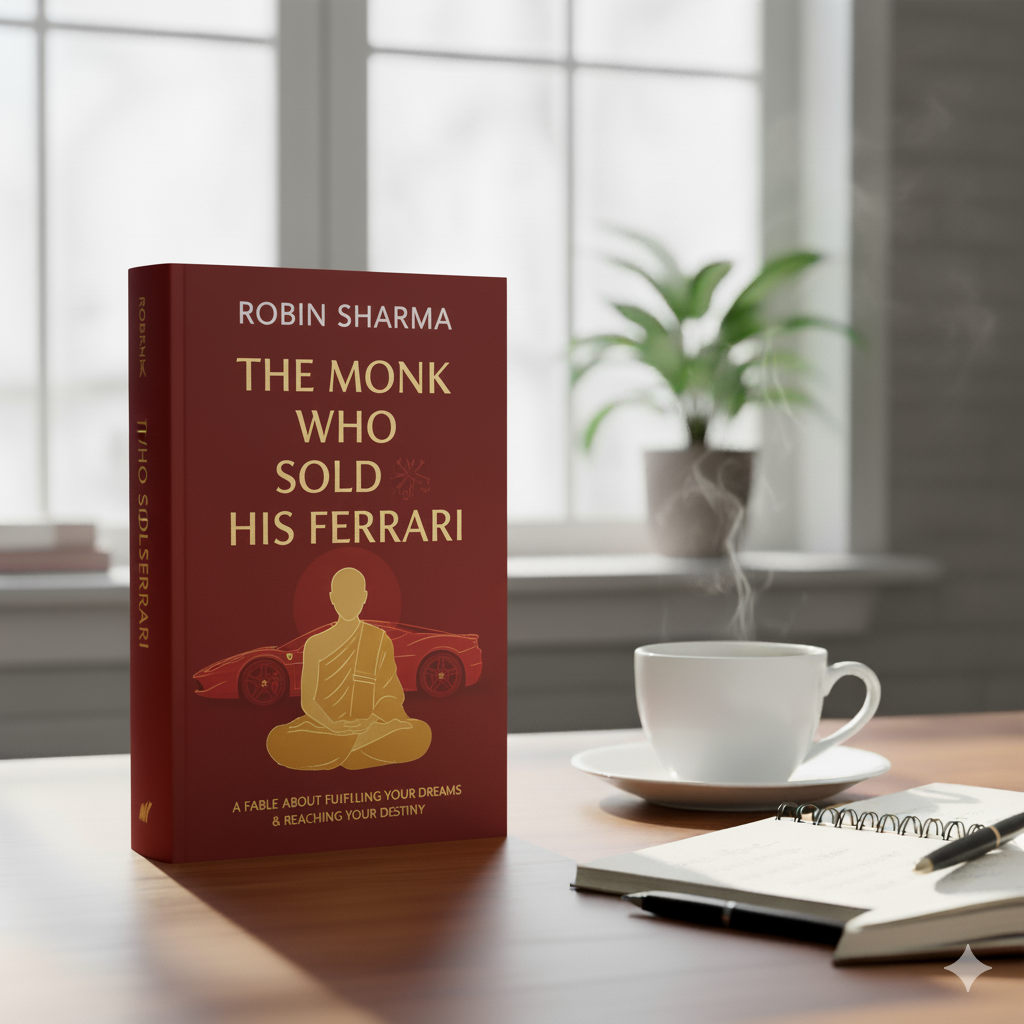 ROBIN SHARMA
THE MONK
WHO
SOLD
HIS FERRARI
A FABLE ABOUT FUIFLLING YOUR DREAMS
& REACHING YOUR DESTINY